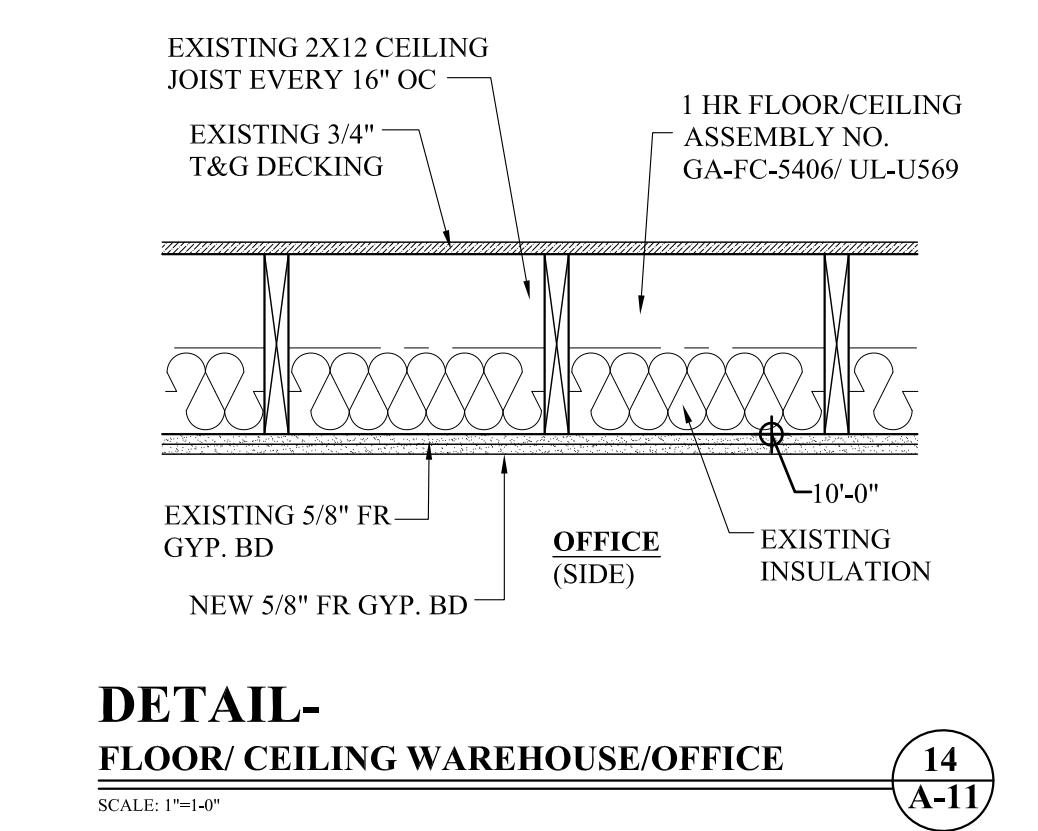 EXISTING 2X12 CEILING
JOIST EVERY 16" OC
EXISTING 3/4"
T&G DECKING
1 HR FLOOR/CEILING
ASSEMBLY NO.
GA-FC-5406/ UL-U569
10'-0"
EXISTING 5/8" FR
GYP. BD
OFFICE
(SIDE)
EXISTING
INSULATION
NEW 5/8" FR GYP. BD
DETAIL-
FLOOR/ CEILING WAREHOUSE/OFFICE
SCALE: 1"=1-0"
14
A-11